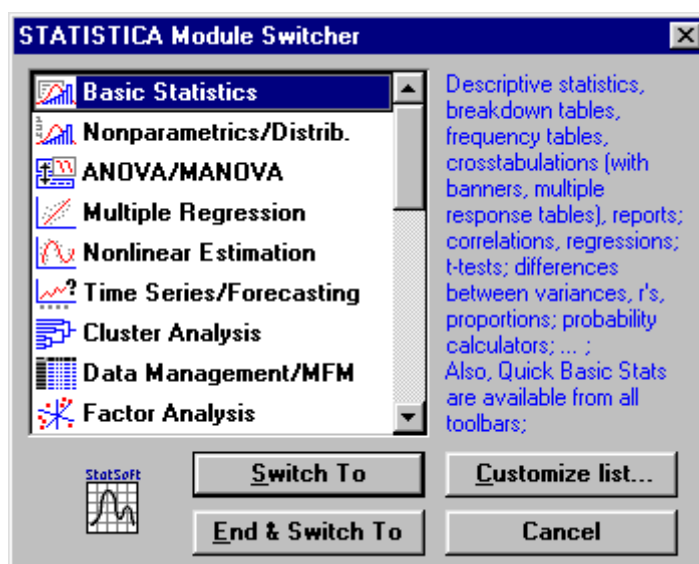 STATISTICA Module Switcher
Basic Statistics
Nonparametrics/Distrib.
ANOVA/MANOVA
Multiple Regression
Nonlinear Estimation
Time Series/Forecasting
Cluster Analysis
Data Management/MFM
Factor Analysis
Descriptive statistics,
breakdown tables,
frequency tables,
crosstabulations (with
banners, multiple
response tables), reports;
correlations, regressions;
t-tests; differences
between variances, r's,
proportions; probability
calculators; ... ;
Also, Quick Basic Stats
are available from all
toolbars;
StatSoft
Switch To
Customize list...
End & Switch To
Cancel